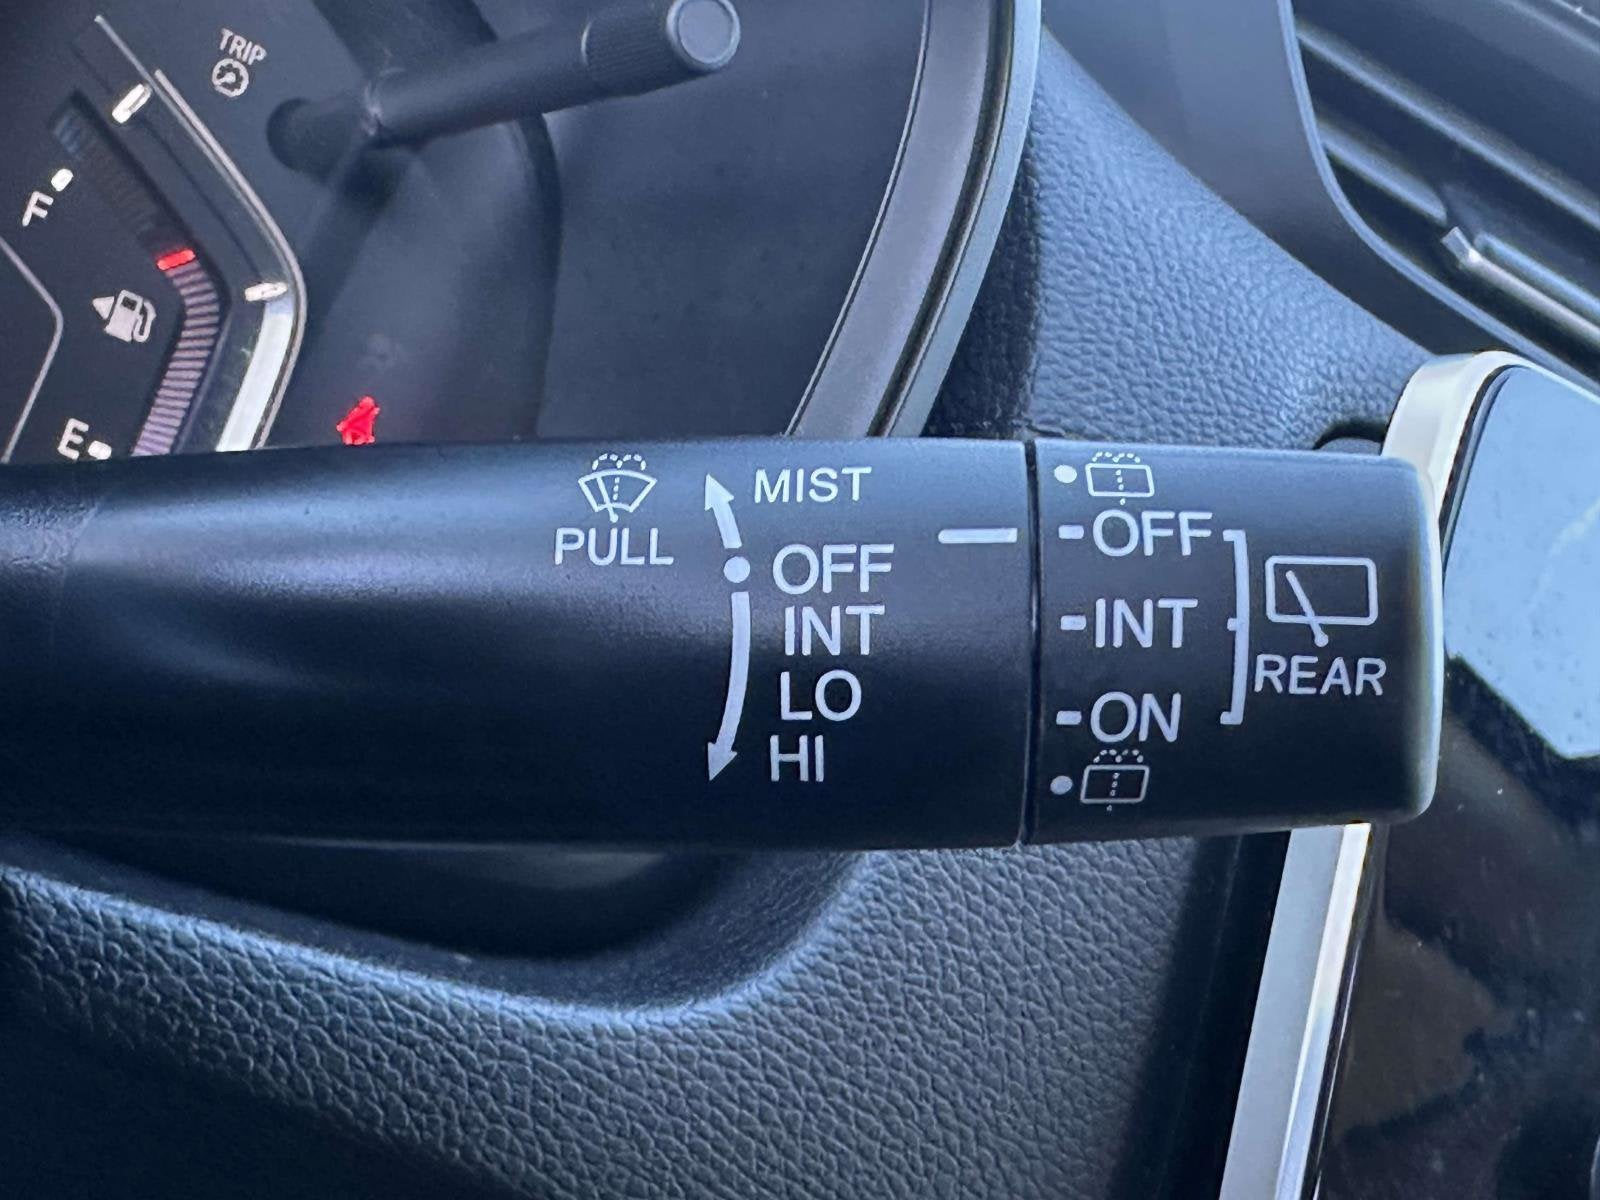 TRIP
F
E
PULL
MIST
OFF
INT
LO
HI
OFF
INT
ON
REAR